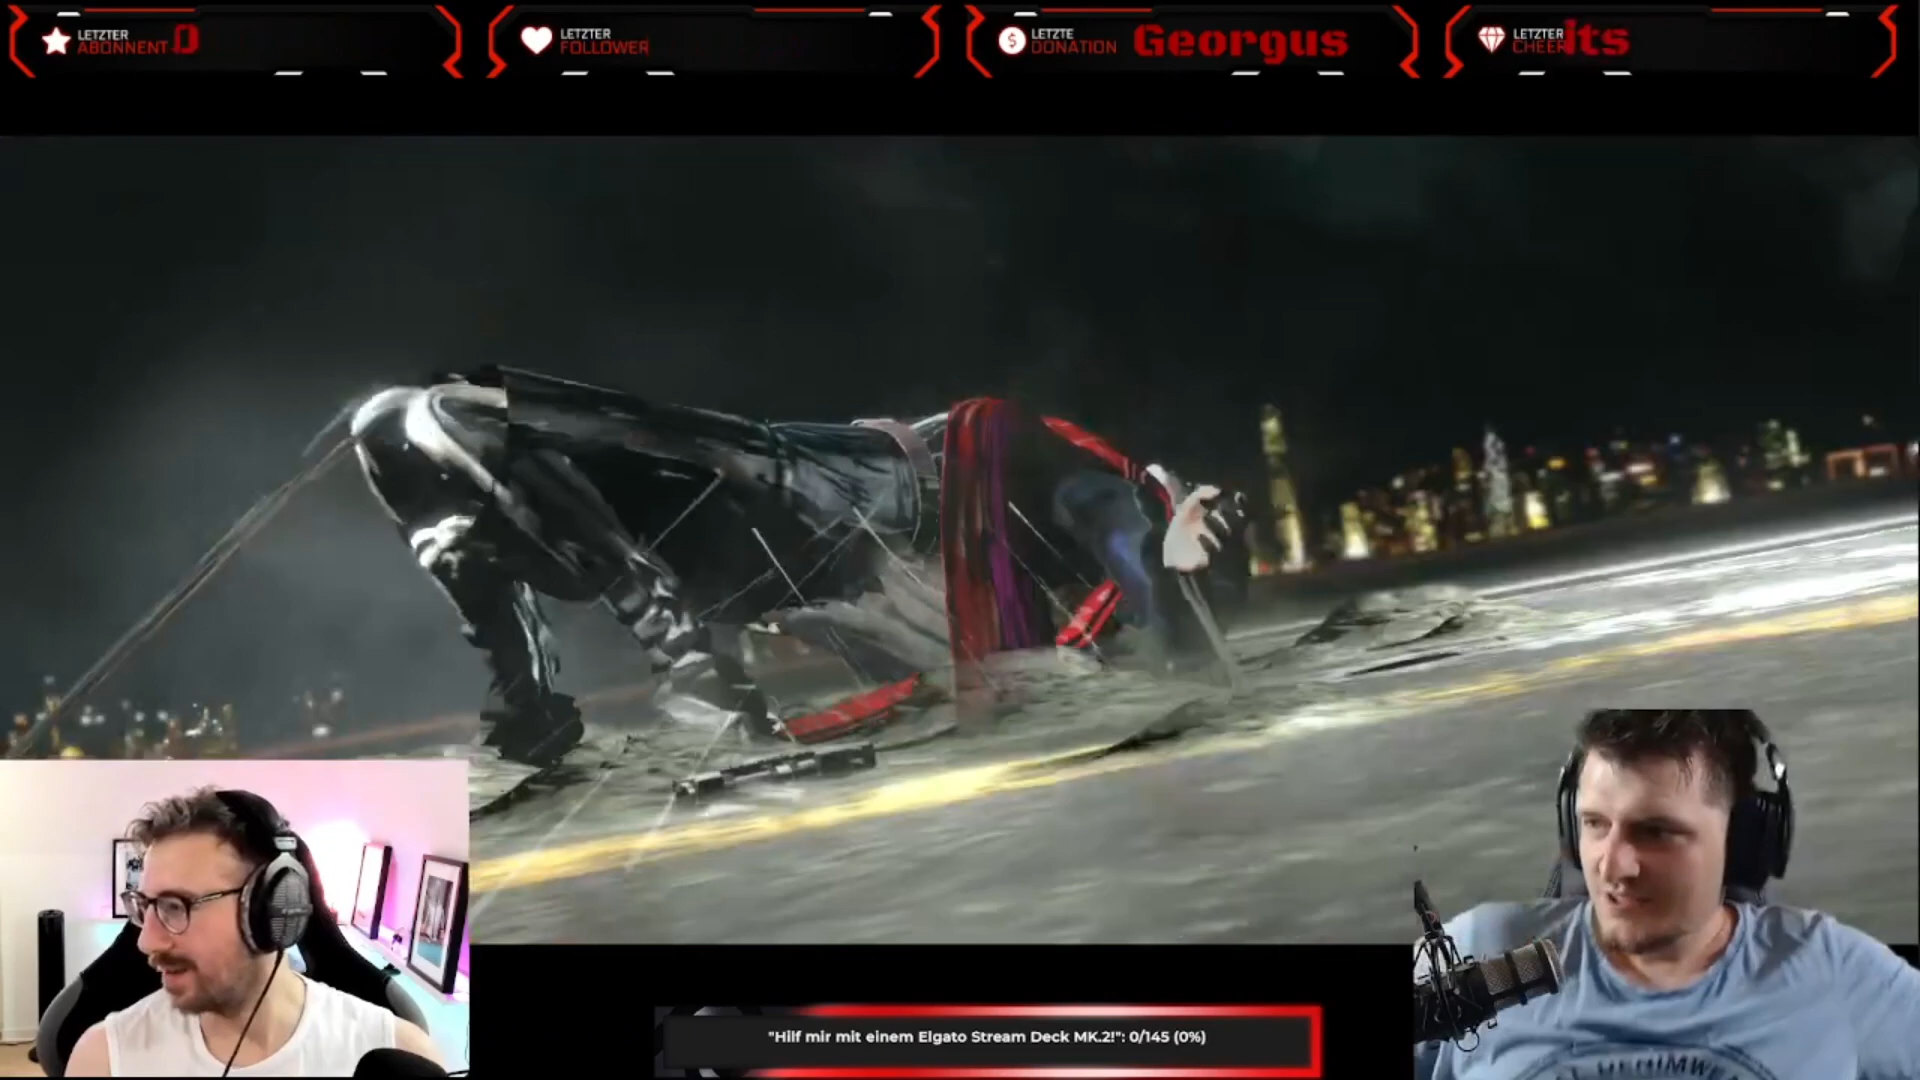 LETZTER
ABONNENT
LETZTER
FOLLOWER
LETZTE
DONATION
Georgus
LETZTER
CHEER
its
"Hilf mir mit einem Elgato Stream Deck MK.2!": 0/145 (0%)